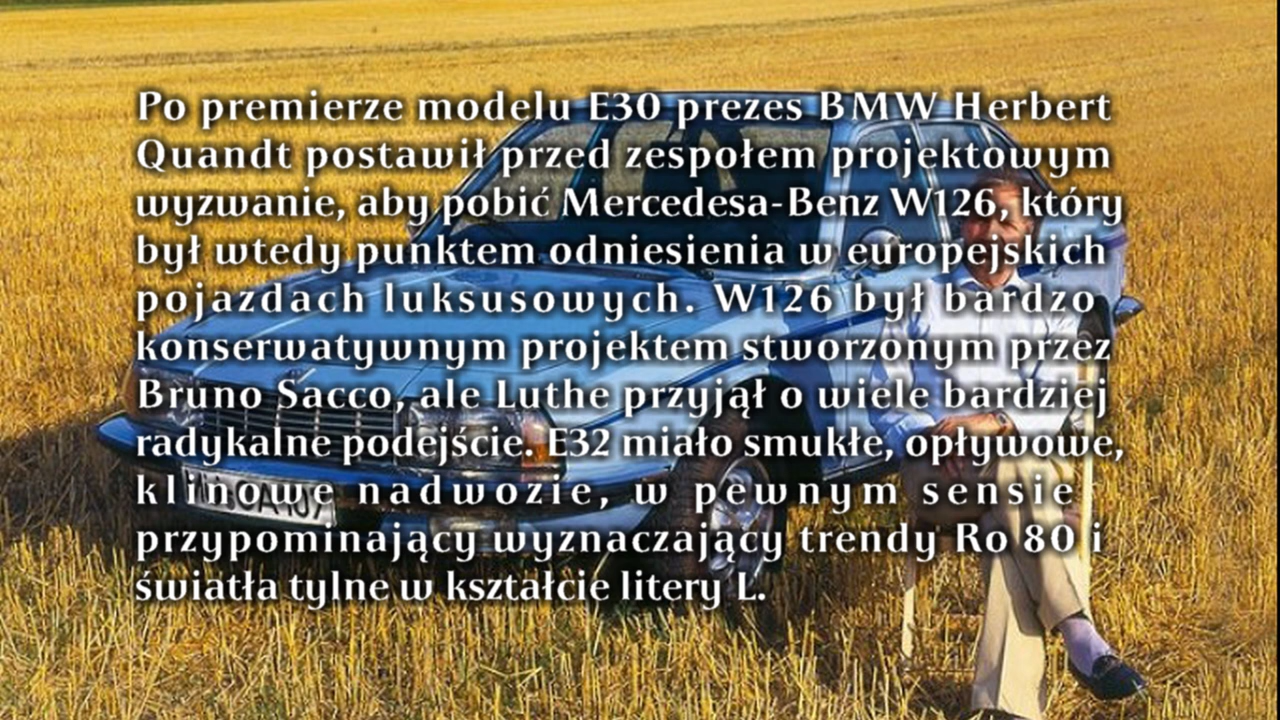 Po premierze modelu E30 prezes BMW Herbert
Quandt postawił przed zespołem projektowym
wyzwanie, aby pobić Mercedesa-Benz W126, który
był wtedy punktem odniesienia w europejskich
pojazdach luksusowych. W126 był bardzo
konserwatywnym projektem stworzonym przez
Bruno Sacco, ale Luthe przyjął o wiele bardziej
radykalne podejście. E32 miało smukłe, opływowe,
klinowe nadwozie, w pewnym sensie
przypominający wyznaczający trendy Ro 80 i
światła tylne w kształcie litery L.